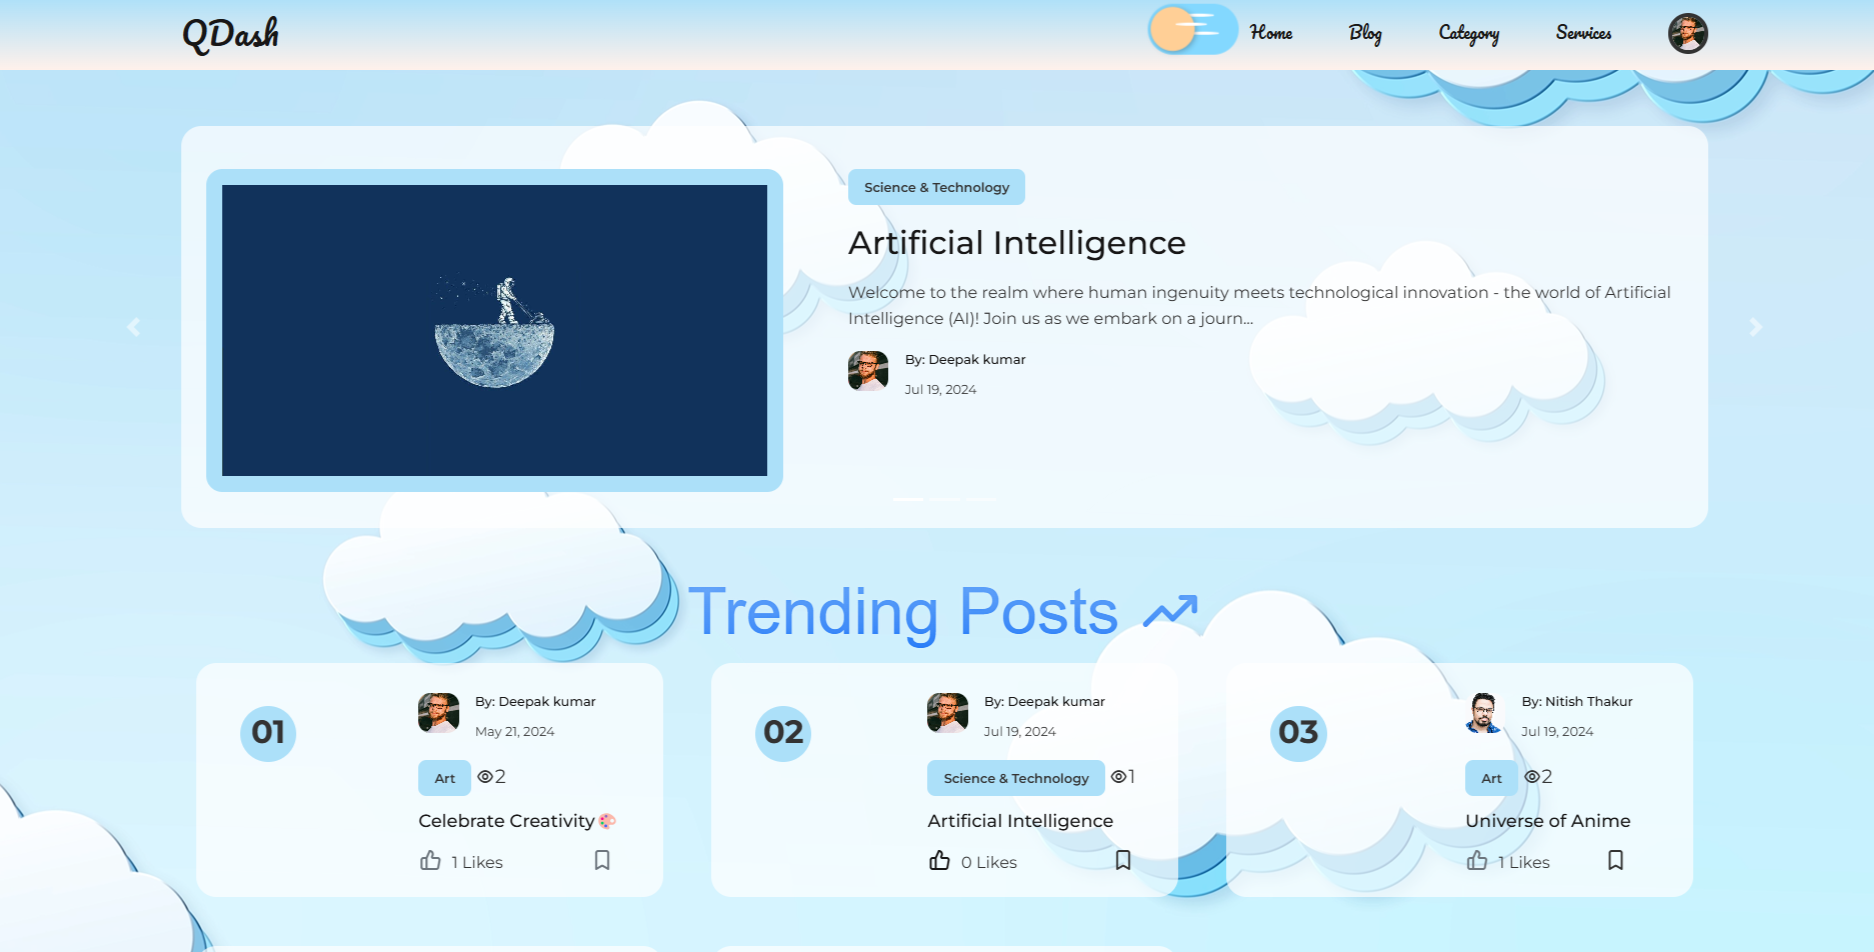 QDash
Home
Blog
Category
Services
Science & Technology
Artificial Intelligence
Welcome to the realm where human ingenuity meets technological innovation - the world of Artificial
Intelligence (AI)! Join us as we embark on a journ...
By: Deepak kumar
Jul 19, 2024
Trending Posts
01
By: Deepak kumar
May 21, 2024
Art
2
Celebrate Creativity🎨
1 Likes
02
By: Deepak kumar
Jul 19, 2024
Science & Technology
1
Artificial Intelligence
0 Likes
03
By: Nitish Thakur
Jul 19, 2024
Art
2
Universe of Anime
1 Likes